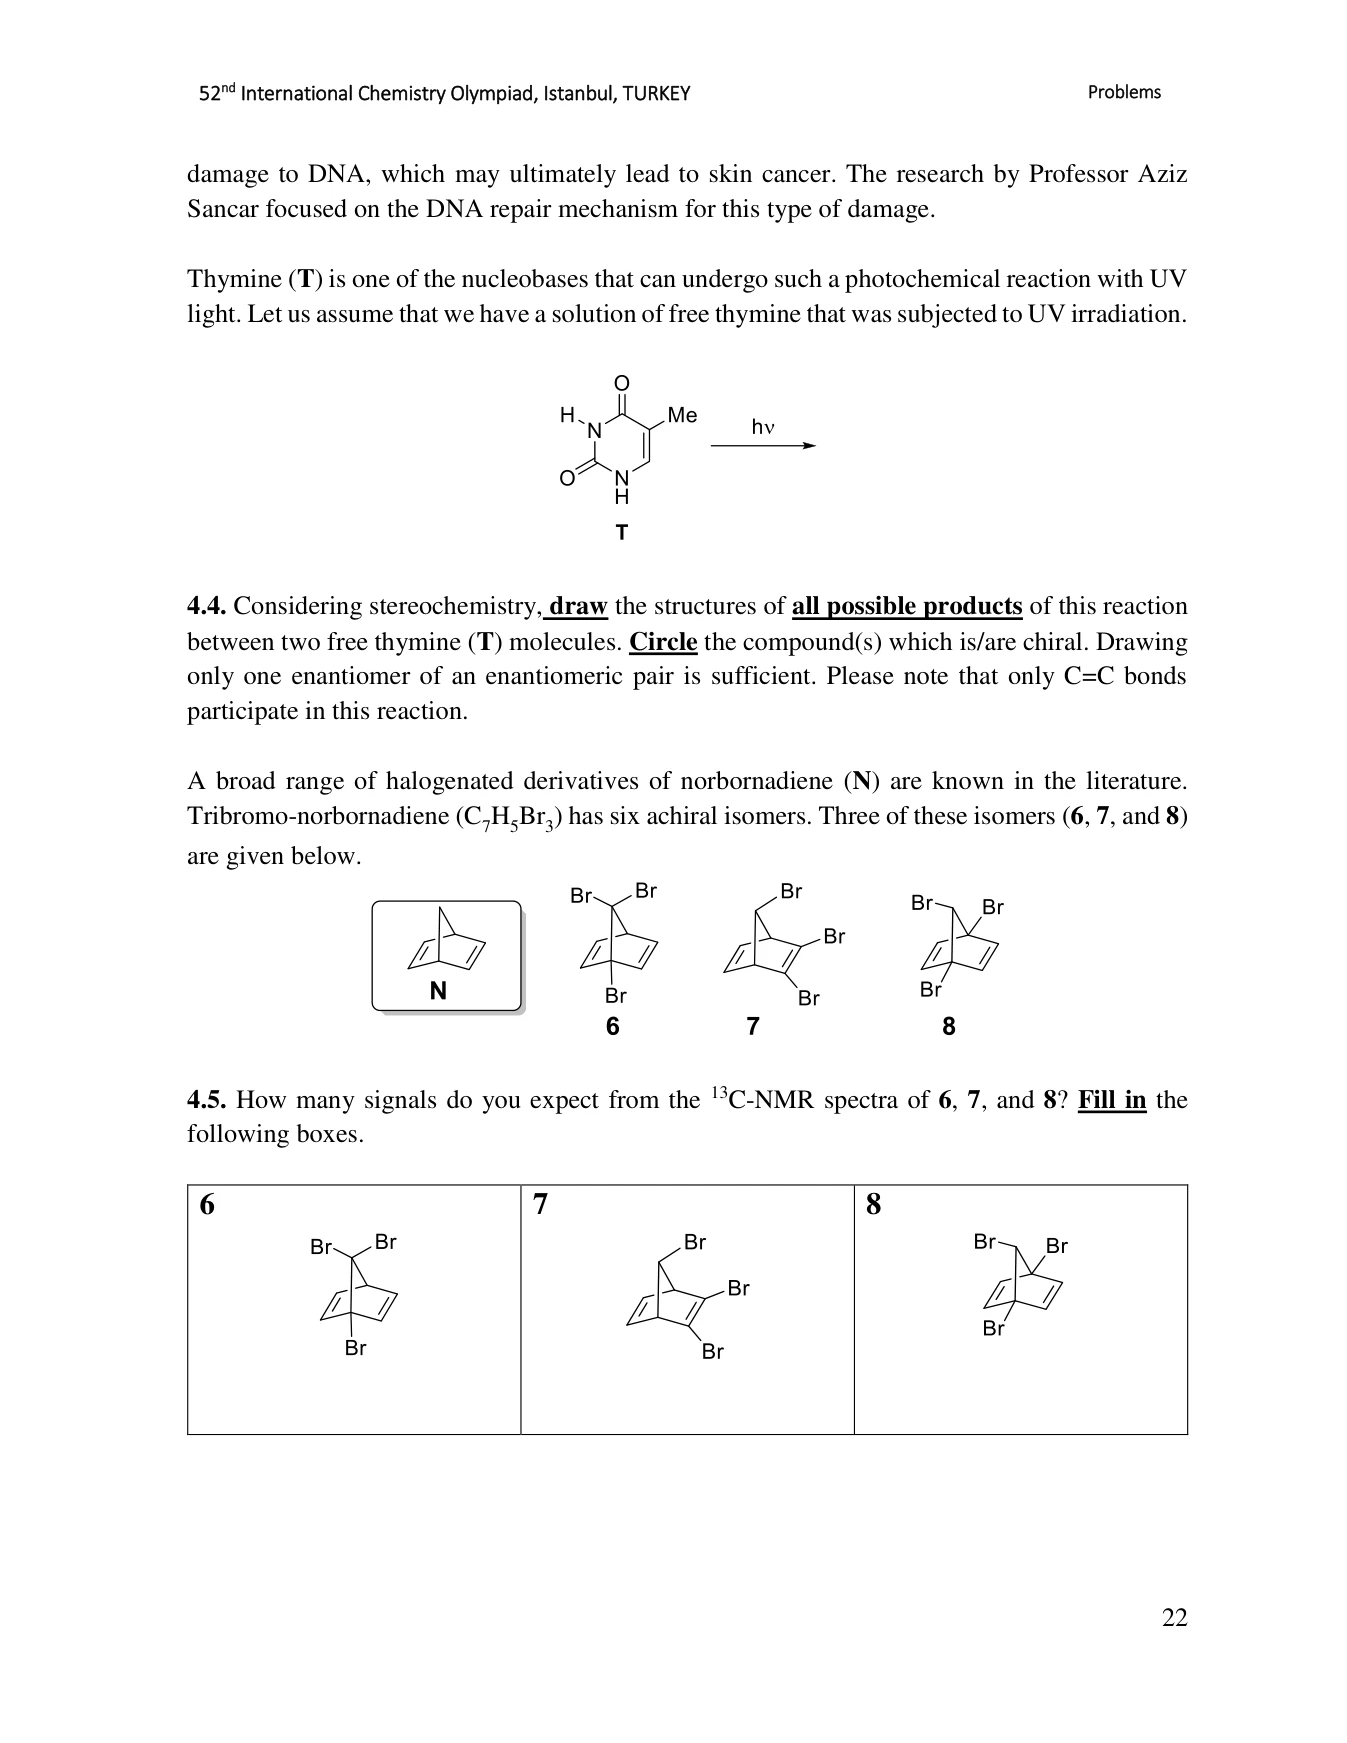 52nd International Chemistry Olympiad, Istanbul, TURKEY Problems
damage to DNA, which may ultimately lead to skin cancer. The research by Professor Aziz
Sancar focused on the DNA repair mechanism for this type of damage.
Thymine (T) is one of the nucleobases that can undergo such a photochemical reaction with UV
light. Let us assume that we have a solution of free thymine that was subjected to UV irradiation.
O
H N Me
hν
O N
H
T
4.4. Considering stereochemistry, draw the structures of all possible products of this reaction
between two free thymine (T) molecules. Circle the compound(s) which is/are chiral. Drawing
only one enantiomer of an enantiomeric pair is sufficient. Please note that only C=C bonds
participate in this reaction.
A broad range of halogenated derivatives of norbornadiene (N) are known in the literature.
Tribromo-norbornadiene (C7H5Br3) has six achiral isomers. Three of these isomers (6, 7, and 8)
are given below.
Br Br Br Br Br
Br
N Br Br Br
6 7 8
4.5. How many signals do you expect from the 13C-NMR spectra of 6, 7, and 8? Fill in the
following boxes.
6 7 8
Br Br Br Br Br
Br
Br Br Br
22